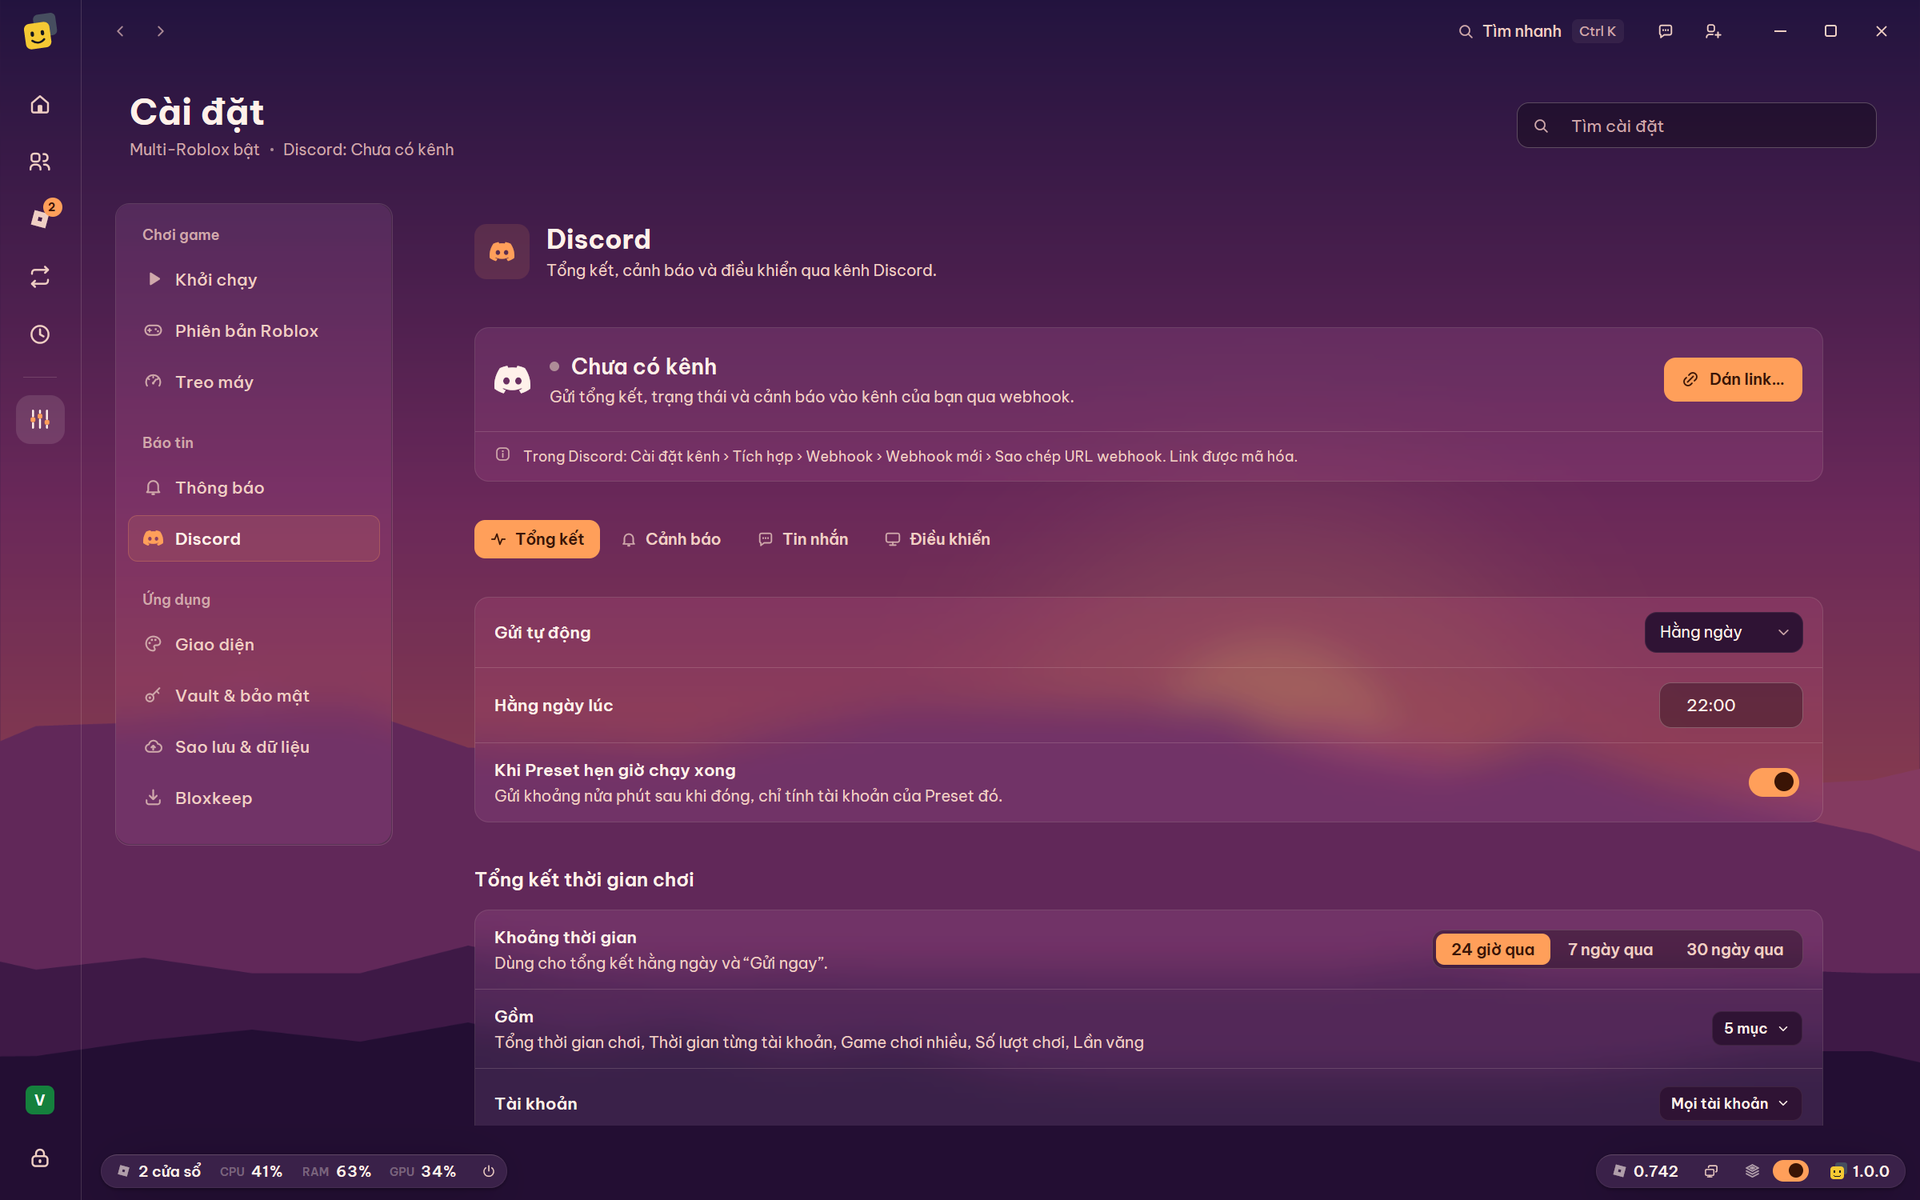 Tìm nhanh Ctrl K
Cài đặt
Multi-Roblox bật • Discord: Chưa có kênh
Tìm cài đặt
2
Chơi game
Khởi chạy
Phiên bản Roblox
Treo máy
Báo tin
Thông báo
Discord
Ứng dụng
Giao diện
Vault & bảo mật
Sao lưu & dữ liệu
Bloxkeep
Discord
Tổng kết, cảnh báo và điều khiển qua kênh Discord.
Chưa có kênh
Gửi tổng kết, trạng thái và cảnh báo vào kênh của bạn qua webhook.
Dán link...
Trong Discord: Cài đặt kênh › Tích hợp › Webhook › Webhook mới › Sao chép URL webhook. Link được mã hóa.
Tổng kết Cảnh báo Tin nhắn Điều khiển
Gửi tự động Hằng ngày
Hằng ngày lúc 22:00
Khi Preset hẹn giờ chạy xong
Gửi khoảng nửa phút sau khi đóng, chỉ tính tài khoản của Preset đó.
Tổng kết thời gian chơi
Khoảng thời gian
Dùng cho tổng kết hằng ngày và “Gửi ngay”.
24 giờ qua 7 ngày qua 30 ngày qua
Gồm
Tổng thời gian chơi, Thời gian từng tài khoản, Game chơi nhiều, Số lượt chơi, Lần văng
5 mục
Tài khoản Mọi tài khoản
V
2 cửa sổ CPU 41% RAM 63% GPU 34%
0.742 1.0.0